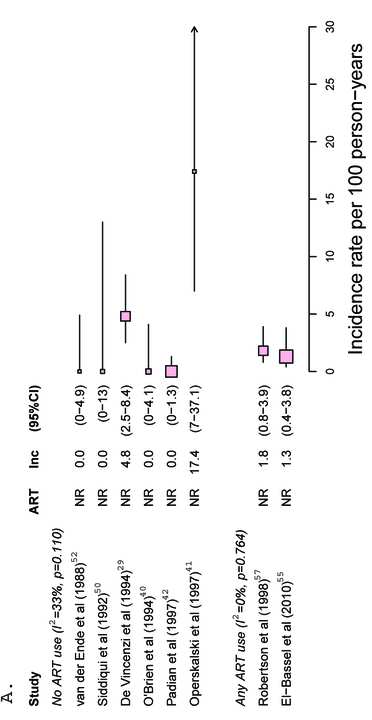 A.
Study ART Inc (95%CI)
No ART use (I²=33%, p=0.110)
van der Ende et al (1988)⁵² NR 0.0 (0−4.9)
Siddiqui et al (1992)⁵⁰ NR 0.0 (0−13)
De Vincenzi et al (1994)²⁹ NR 4.8 (2.5−8.4)
O'Brien et al (1994)⁴⁰ NR 0.0 (0−4.1)
Padian et al (1997)⁴² NR 0.0 (0−1.3)
Operskalski et al (1997)⁴¹ NR 17.4 (7−37.1)
Any ART use (I²=0%, p=0.764)
Robertson et al (1998)⁵⁷ NR 1.8 (0.8−3.9)
El−Bassel et al (2010)⁵⁵ NR 1.3 (0.4−3.8)
0 5 10 15 20 25 30
Incidence rate per 100 person−years